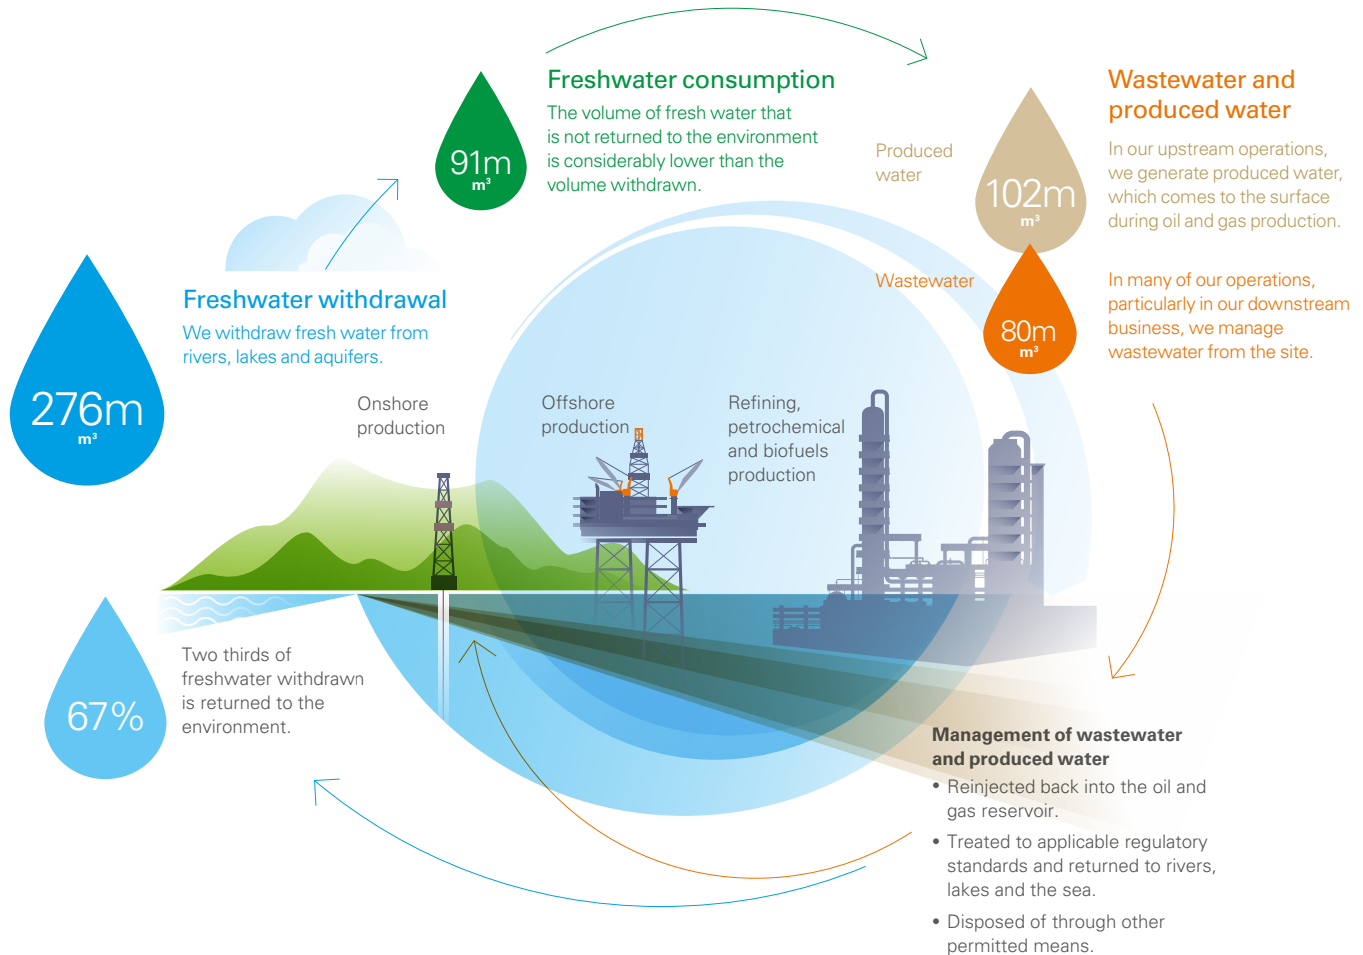 Freshwater consumption
The volume of fresh water that
is not returned to the environment
is considerably lower than the
volume withdrawn.
91m
m³
Wastewater and
produced water
Produced
water
102m
m³
In our upstream operations,
we generate produced water,
which comes to the surface
during oil and gas production.
Wastewater
80m
m³
In many of our operations,
particularly in our downstream
business, we manage
wastewater from the site.
Freshwater withdrawal
We withdraw fresh water from
rivers, lakes and aquifers.
276m
m³
Onshore
production
Offshore
production
Refining,
petrochemical
and biofuels
production
67%
Two thirds of
freshwater withdrawn
is returned to the
environment.
Management of wastewater
and produced water
• Reinjected back into the oil and
gas reservoir.
• Treated to applicable regulatory
standards and returned to rivers,
lakes and the sea.
• Disposed of through other
permitted means.